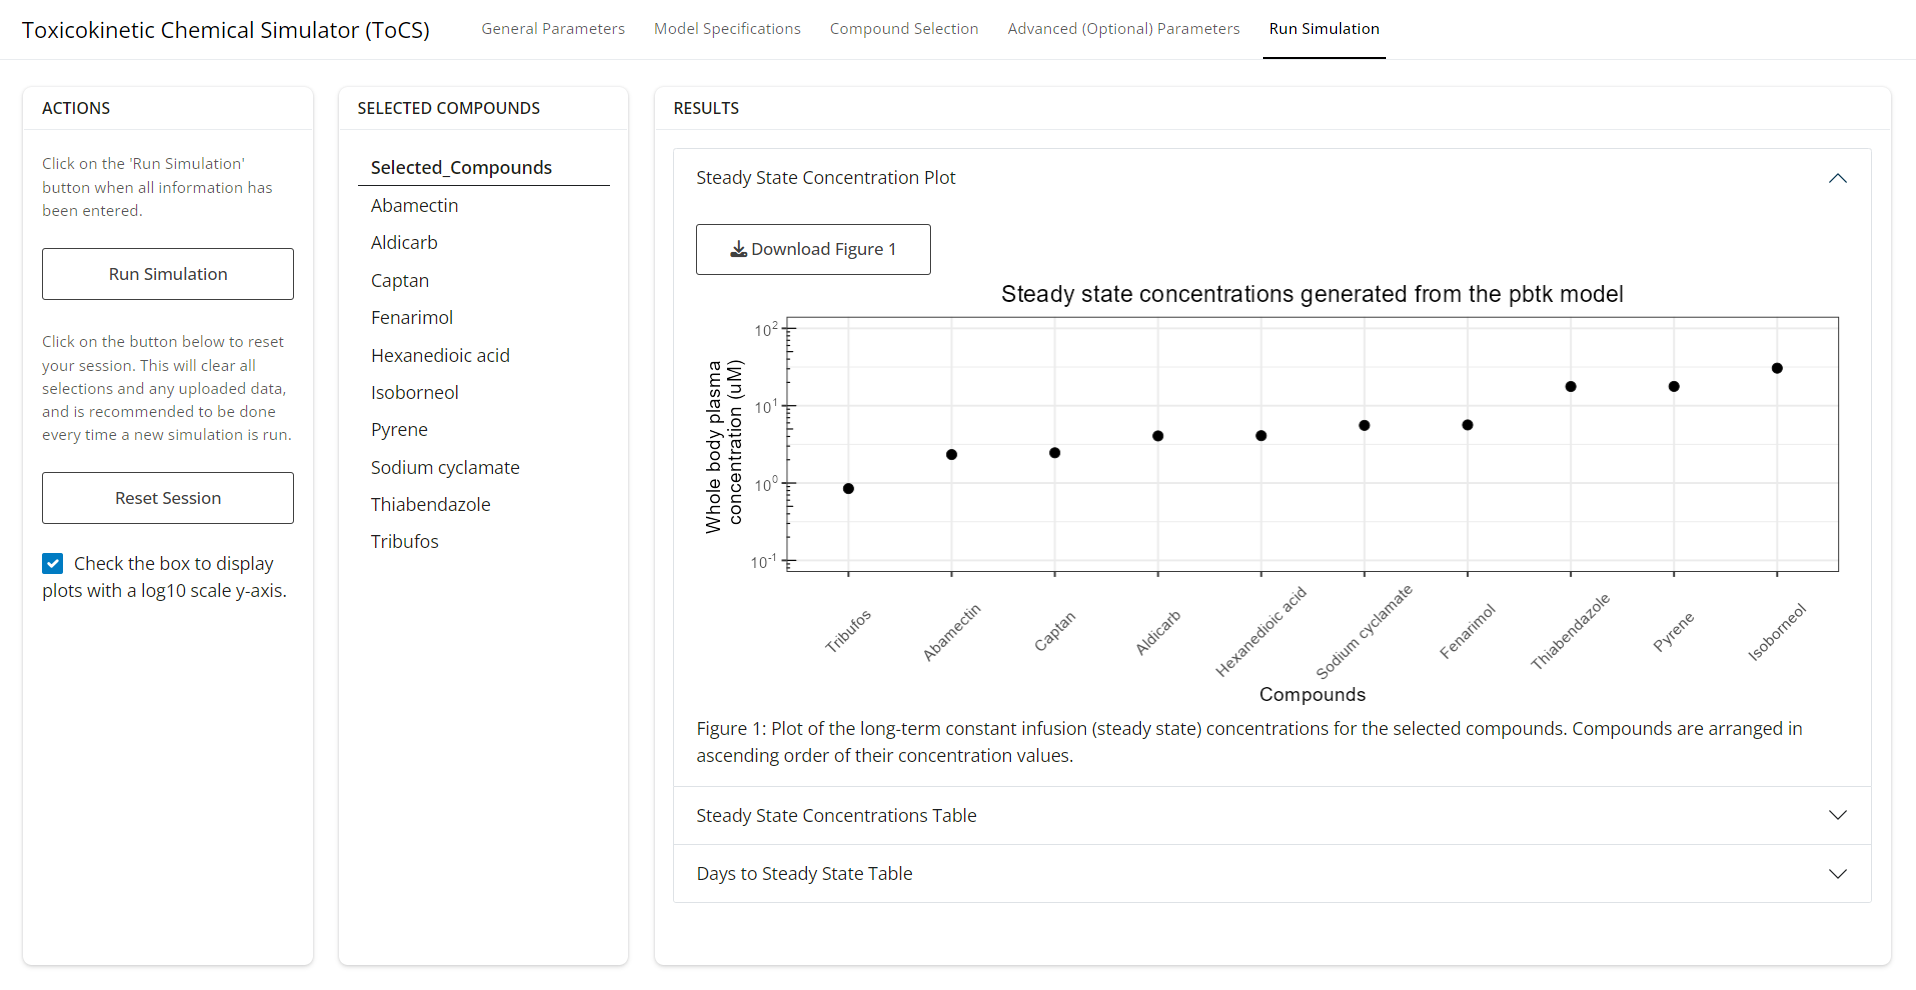 Toxicokinetic Chemical Simulator (ToCS)
General Parameters
Model Specifications
Compound Selection
Advanced (Optional) Parameters
Run Simulation
ACTIONS
Click on the 'Run Simulation'
button when all information has
been entered.
Run Simulation
Click on the button below to reset
your session. This will clear all
selections and any uploaded data,
and is recommended to be done
every time a new simulation is run.
Reset Session
Check the box to display
plots with a log10 scale y-axis.
SELECTED COMPOUNDS
Selected_Compounds
Abamectin
Aldicarb
Captan
Fenarimol
Hexanedioic acid
Isoborneol
Pyrene
Sodium cyclamate
Thiabendazole
Tribufos
RESULTS
Steady State Concentration Plot
Download Figure 1
Steady state concentrations generated from the pbtk model
Whole body plasma
concentration (uM)
10²
10¹
10⁰
10⁻¹
Tribufos
Abamectin
Captan
Aldicarb
Hexanedioic acid
Sodium cyclamate
Fenarimol
Thiabendazole
Pyrene
Isoborneol
Compounds
Figure 1: Plot of the long-term constant infusion (steady state) concentrations for the selected compounds. Compounds are arranged in
ascending order of their concentration values.
Steady State Concentrations Table
Days to Steady State Table